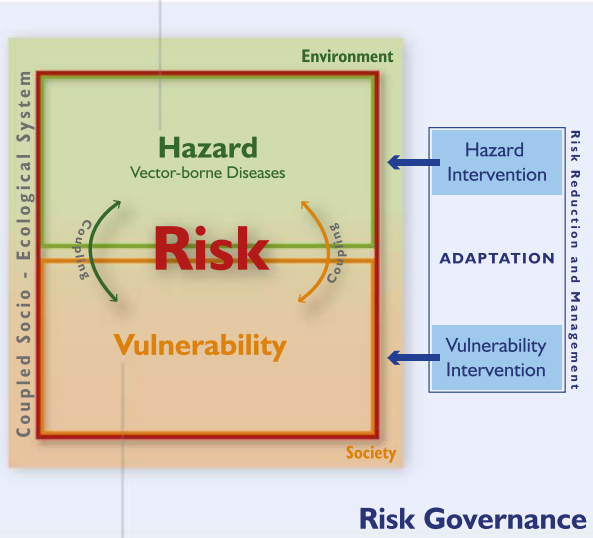 Environment
Coupled Socio - Ecological System
Hazard
Vector-borne Diseases
Coupling
Risk
Coupling
Vulnerability
Society
Hazard
Intervention
ADAPTATION
Vulnerability
Intervention
Risk Reduction and Management
Risk Governance